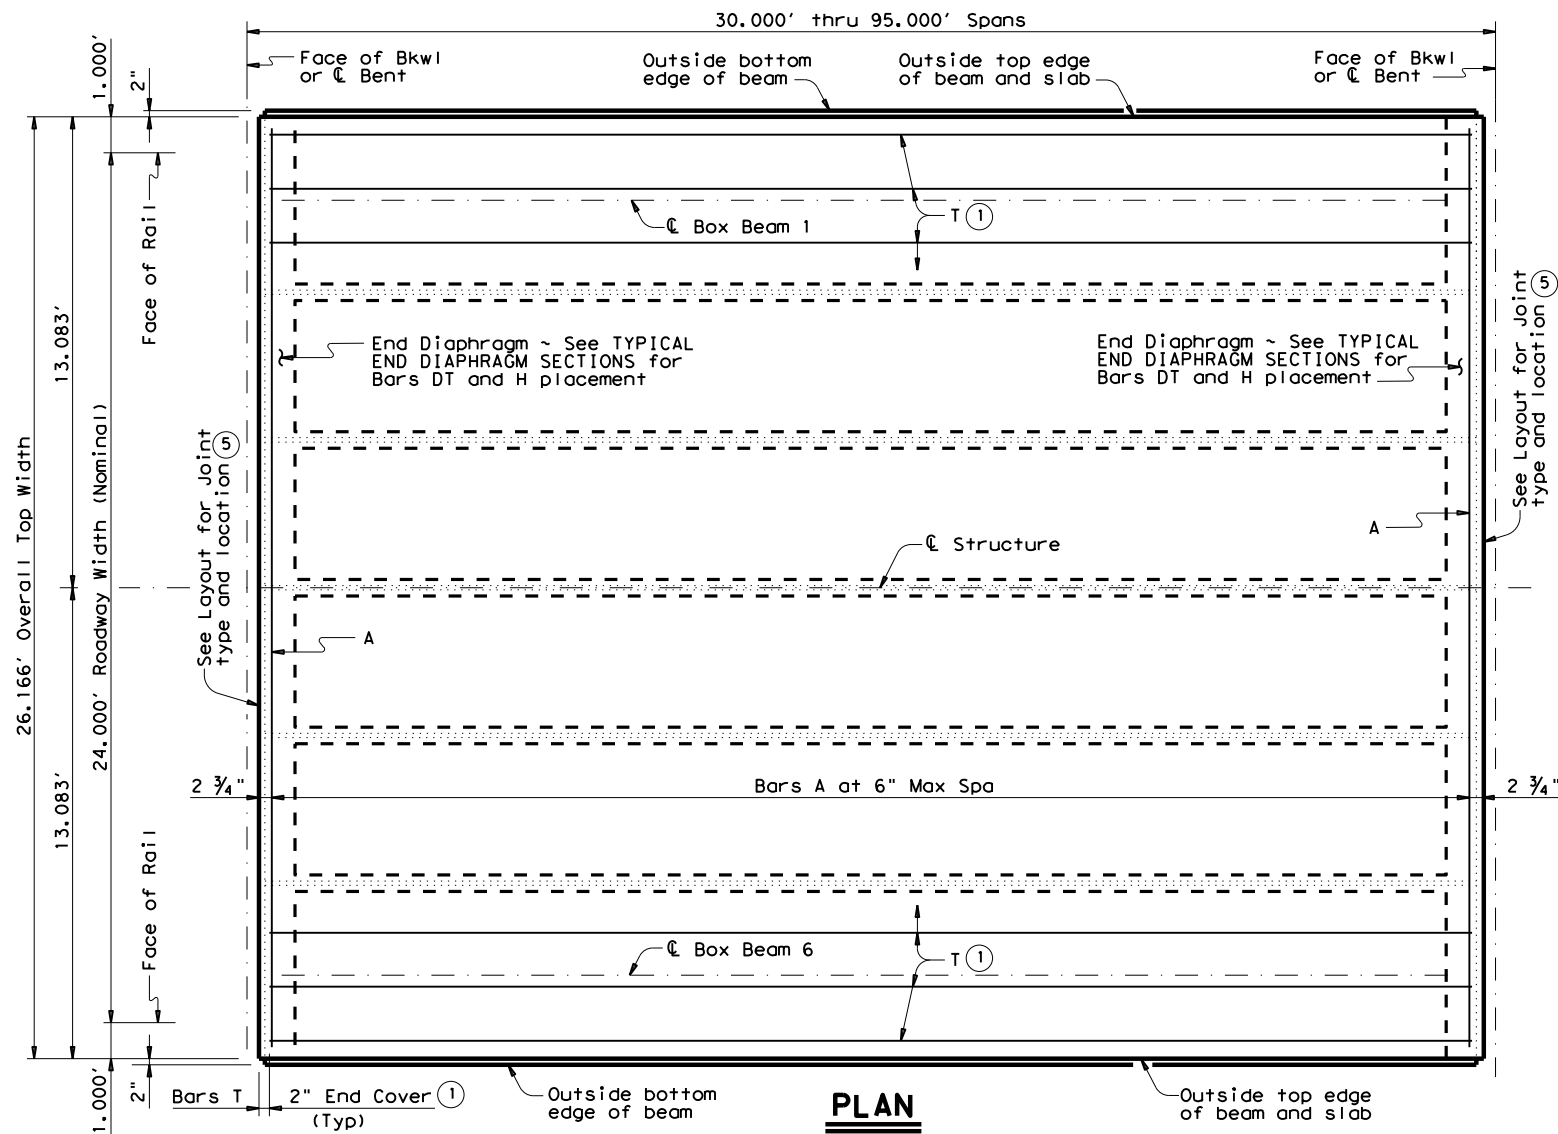 30.000' thru 95.000' Spans
Face of Bkwl
or ℄ Bent
Outside bottom
edge of beam
Outside top edge
of beam and slab
Face of Bkwl
or ℄ Bent
1.000'
2"
℄ Box Beam 1
T 1
Face of Rail
13.083'
End Diaphragm ~ See TYPICAL
END DIAPHRAGM SECTIONS for
Bars DT and H placement
End Diaphragm ~ See TYPICAL
END DIAPHRAGM SECTIONS for
Bars DT and H placement
See Layout for Joint
type and location 5
See Layout for Joint
type and location 5
26.166' Overall Top Width
24.000' Roadway Width (Nominal)
A
℄ Structure
A
2 3/4"
Bars A at 6" Max Spa
2 3/4"
13.083'
Face of Rail
℄ Box Beam 6
T 1
1.000'
2"
Bars T
2" End Cover 1
(Typ)
Outside bottom
edge of beam
PLAN
Outside top edge
of beam and slab